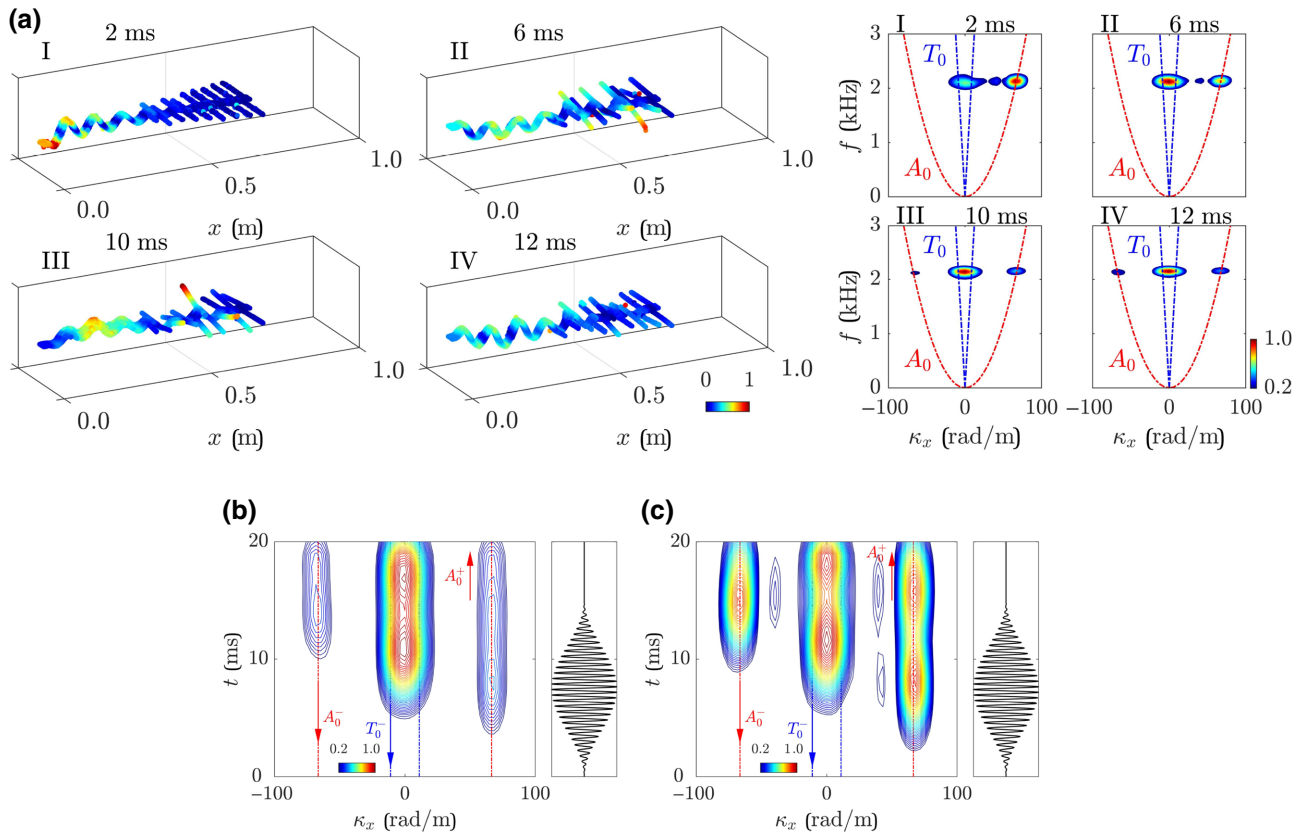 (a)
I
2 ms
1.0
0.5
0.0
x (m)
II
6 ms
1.0
0.5
0.0
x (m)
III
10 ms
1.0
0.5
0.0
x (m)
IV
12 ms
0 1
1.0
0.5
0.0
x (m)
I 2 ms
T₀
A₀
3
2
1
0
f (kHz)
II 6 ms
T₀
A₀
III 10 ms
T₀
A₀
3
2
1
0
f (kHz)
−100 0 100
κₓ (rad/m)
IV 12 ms
T₀
A₀
1.0
0.2
−100 0 100
κₓ (rad/m)
(b)
20
10
0
t (ms)
A₀⁺
A₀⁻
T₀⁻
0.2 1.0
−100 0 100
κₓ (rad/m)
(c)
20
10
0
t (ms)
A₀⁺
A₀⁻
T₀⁻
0.2 1.0
−100 0 100
κₓ (rad/m)